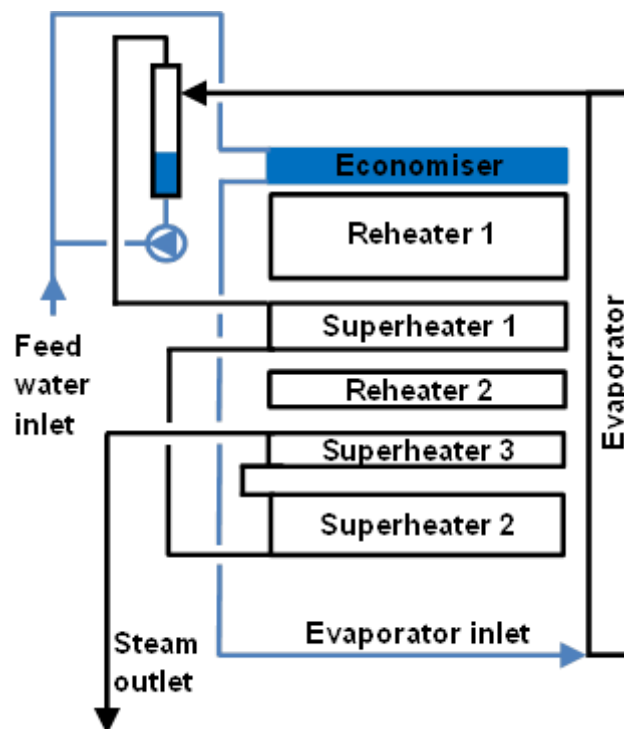 Economiser
Reheater 1
Superheater 1
Feed
water
inlet
Reheater 2
Superheater 3
Superheater 2
Evaporator
Evaporator inlet
Steam
outlet